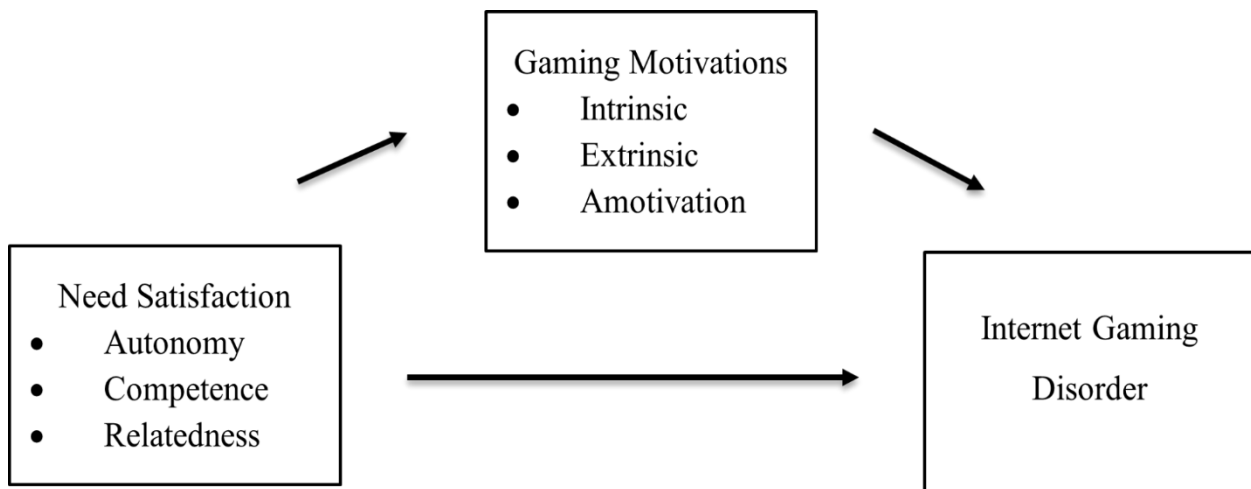 Gaming Motivations
• Intrinsic
• Extrinsic
• Amotivation
Need Satisfaction
• Autonomy
• Competence
• Relatedness
Internet Gaming
Disorder